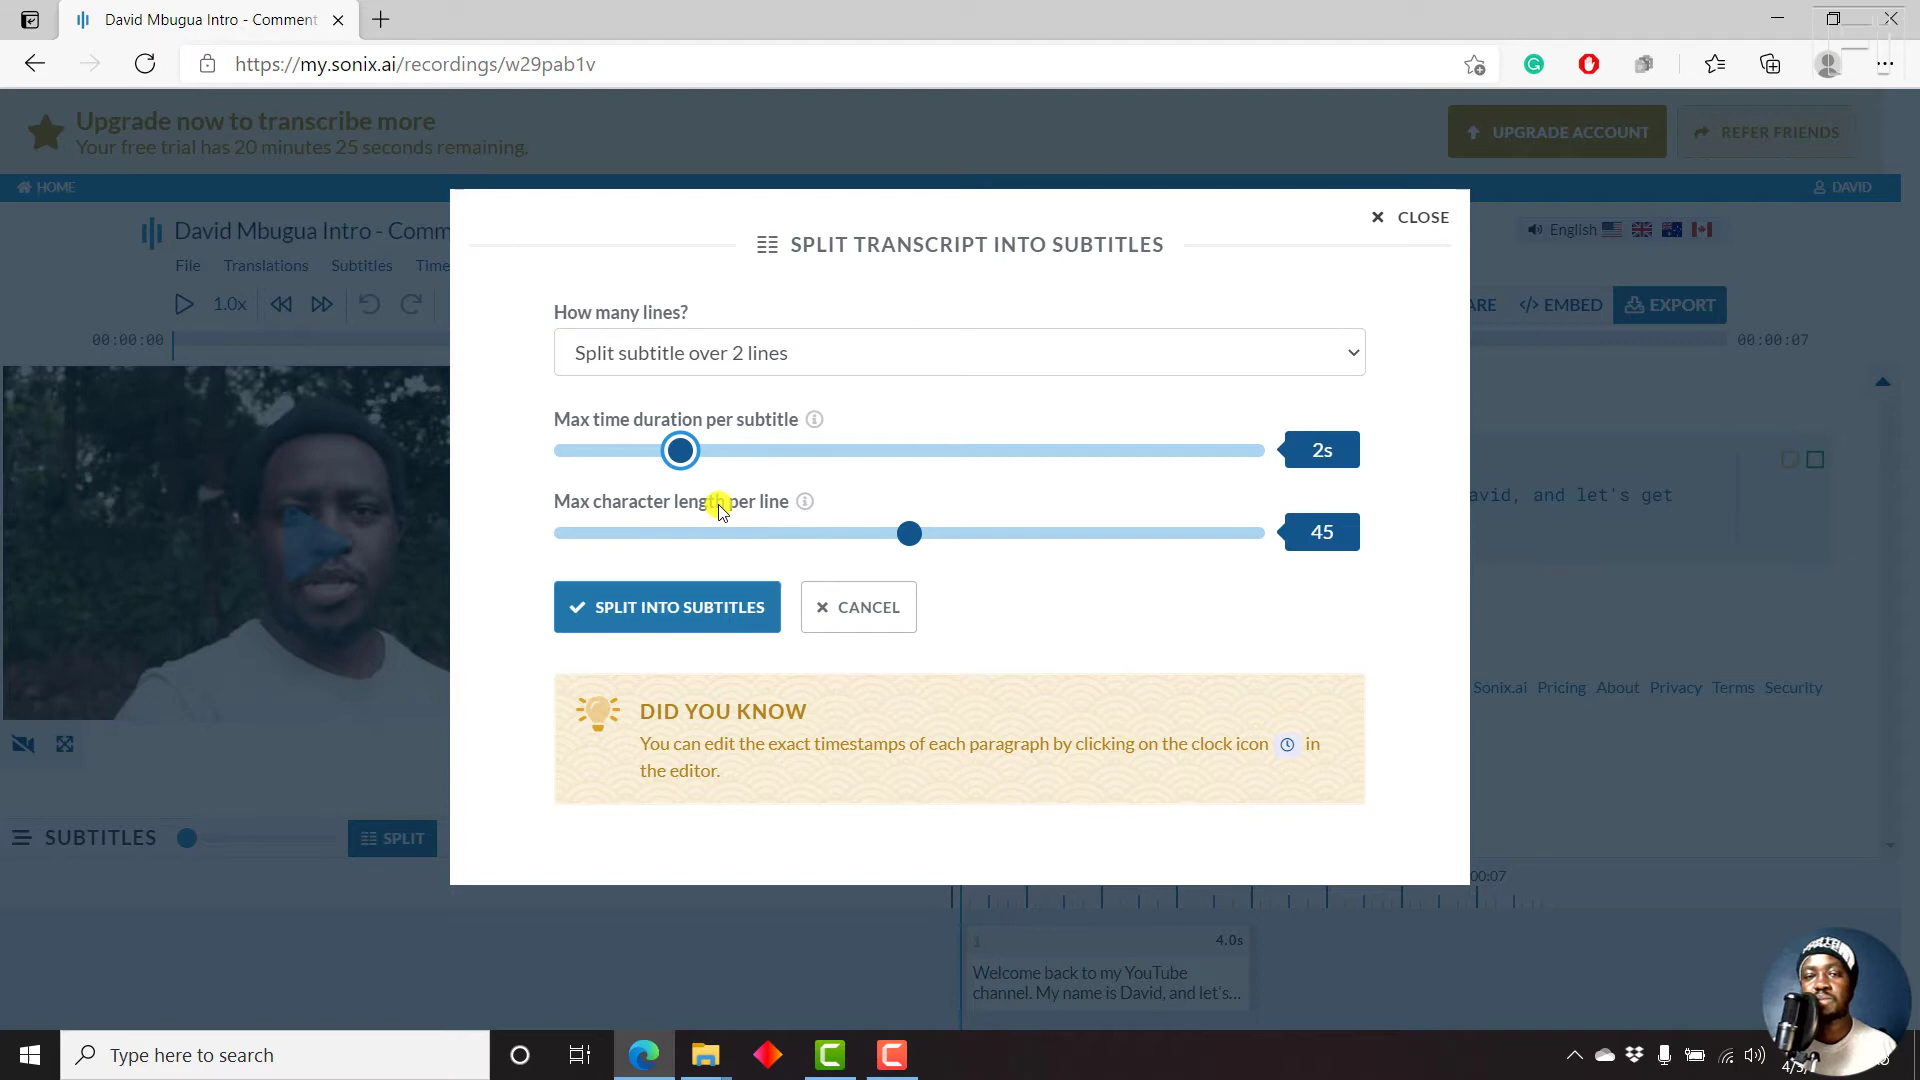 David Mbugua Intro - Comment
https://my.sonix.ai/recordings/w29pab1v
Upgrade now to transcribe more
Your free trial has 20 minutes 25 seconds remaining.
UPGRADE ACCOUNT
REFER FRIENDS
HOME
DAVID
David Mbugua Intro - Comm
English
File Translations Subtitles Time
1.0x
ARE </> EMBED EXPORT
00:00:00
00:00:07
CLOSE
SPLIT TRANSCRIPT INTO SUBTITLES
How many lines?
Split subtitle over 2 lines
Max time duration per subtitle
2s
Max character length per line
45
SPLIT INTO SUBTITLES
CANCEL
DID YOU KNOW
You can edit the exact timestamps of each paragraph by clicking on the clock icon in
the editor.
avid, and let's get
Sonix.ai Pricing About Privacy Terms Security
SUBTITLES
SPLIT
00:07
1
4.0s
Welcome back to my YouTube
channel. My name is David, and let's...
Type here to search